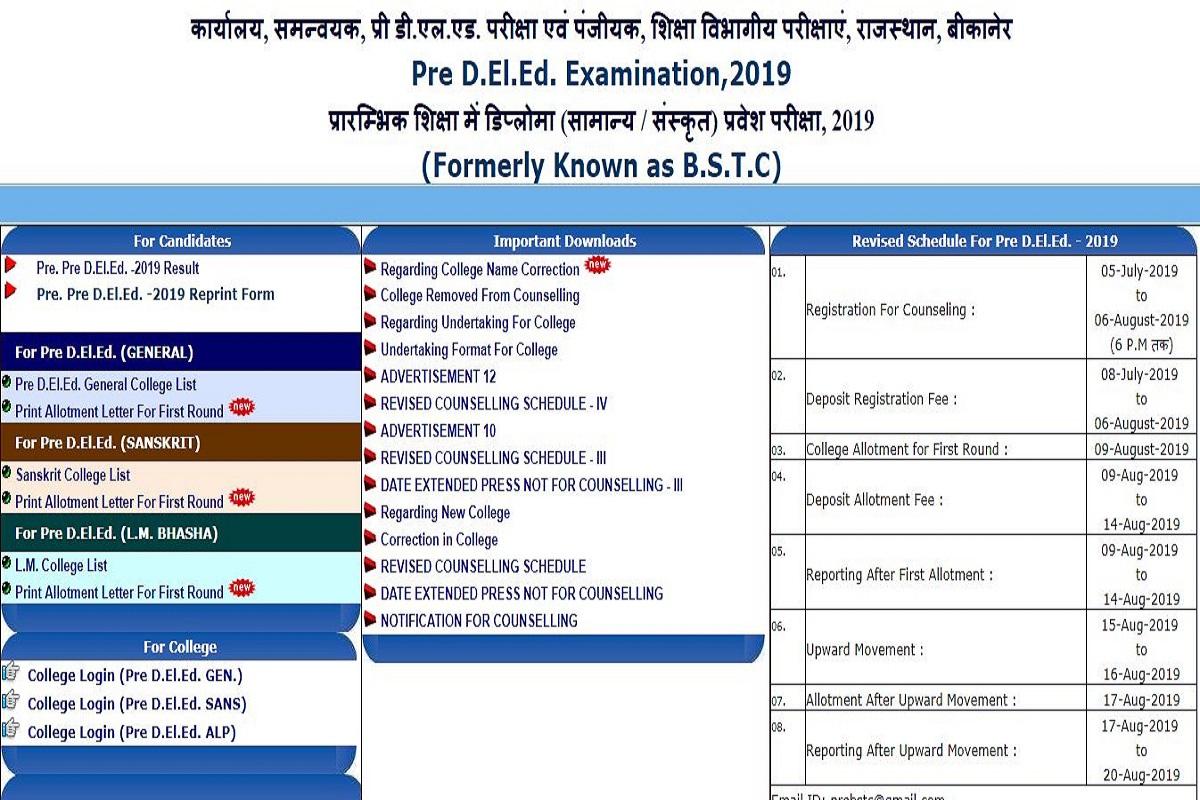 कार्यालय, समन्वयक, प्री डी.एल.एड. परीक्षा एवं पंजीयक, शिक्षा विभागीय परीक्षाएं, राजस्थान, बीकानेर
Pre D.El.Ed. Examination,2019
प्रारम्भिक शिक्षा में डिप्लोमा (सामान्य / संस्कृत) प्रवेश परीक्षा, 2019
(Formerly Known as B.S.T.C)
For Candidates
Pre. Pre D.El.Ed. -2019 Result
Pre. Pre D.El.Ed. -2019 Reprint Form
For Pre D.El.Ed. (GENERAL)
Pre D.El.Ed. General College List
Print Allotment Letter For First Round new
For Pre D.El.Ed. (SANSKRIT)
Sanskrit College List
Print Allotment Letter For First Round new
For Pre D.El.Ed. (L.M. BHASHA)
L.M. College List
Print Allotment Letter For First Round new
For College
College Login (Pre D.El.Ed. GEN.)
College Login (Pre D.El.Ed. SANS)
College Login (Pre D.El.Ed. ALP)
Important Downloads
Regarding College Name Correction new
College Removed From Counselling
Regarding Undertaking For College
Undertaking Format For College
ADVERTISEMENT 12
REVISED COUNSELLING SCHEDULE - IV
ADVERTISEMENT 10
REVISED COUNSELLING SCHEDULE - III
DATE EXTENDED PRESS NOT FOR COUNSELLING - III
Regarding New College
Correction in College
REVISED COUNSELLING SCHEDULE
DATE EXTENDED PRESS NOT FOR COUNSELLING
NOTIFICATION FOR COUNSELLING
Revised Schedule For Pre D.El.Ed. - 2019
01. Registration For Counseling :
05-July-2019
to
06-August-2019
(6 P.M तक)
02. Deposit Registration Fee :
08-July-2019
to
06-August-2019
03. College Allotment for First Round : 09-August-2019
04. Deposit Allotment Fee :
09-Aug-2019
to
14-Aug-2019
05. Reporting After First Allotment :
09-Aug-2019
to
14-Aug-2019
06. Upward Movement :
15-Aug-2019
to
16-Aug-2019
07. Allotment After Upward Movement : 17-Aug-2019
08. Reporting After Upward Movement :
17-Aug-2019
to
20-Aug-2019
Email ID: prebstc@gmail.com